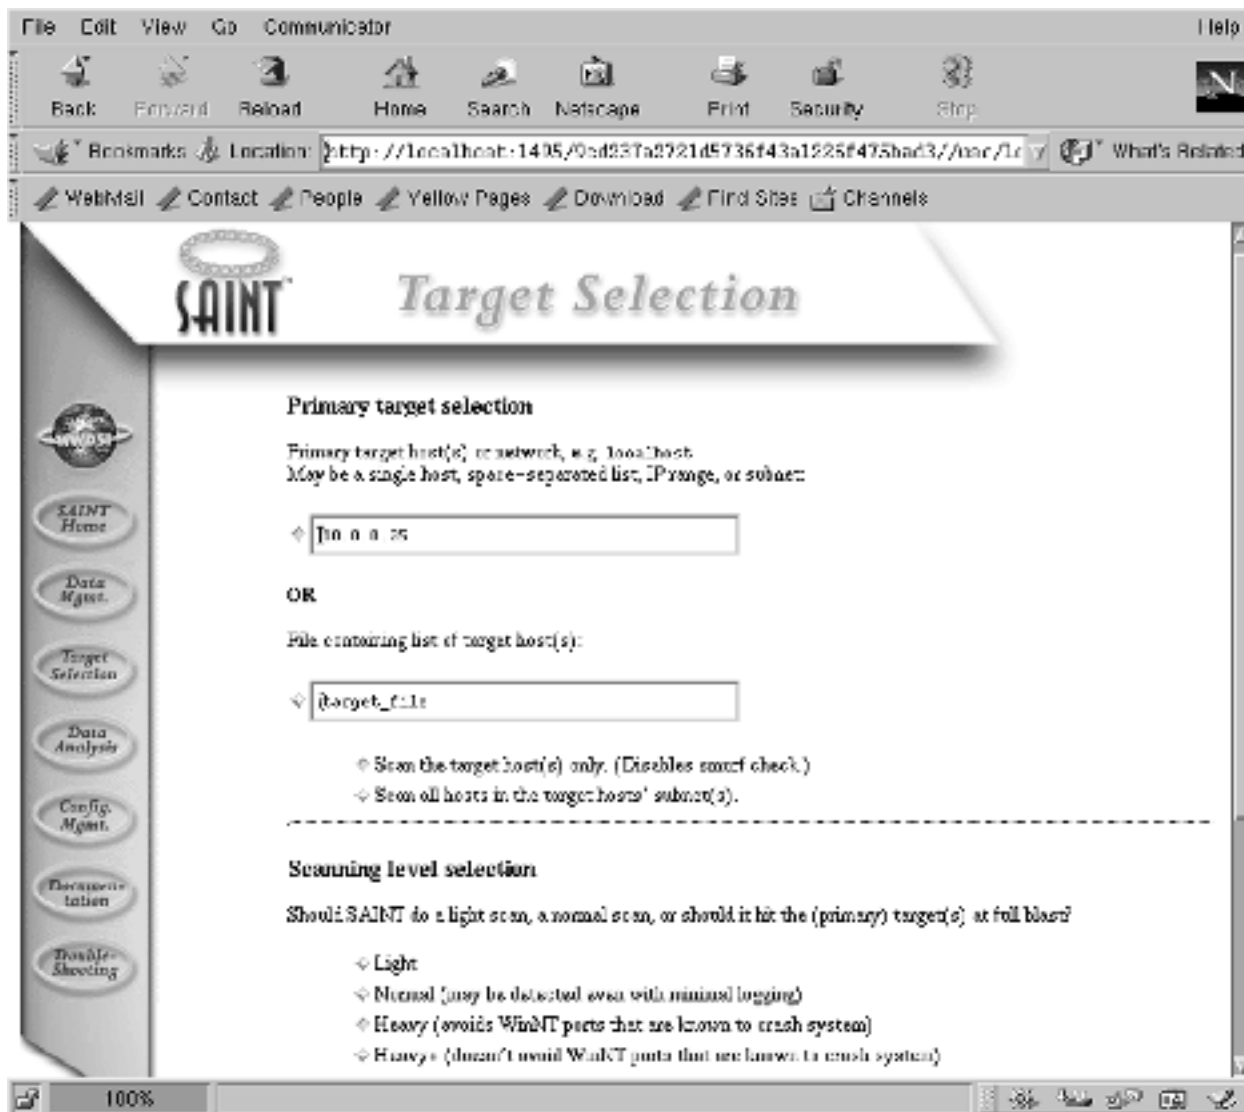 File Edit View Go Communicator Help
Back Forward Reload Home Search Netscape Print Security Stop
N
Bookmarks Location: What's Related
WebMail Contact People Yellow Pages Download Find Sites Channels
SAINT™ Target Selection
WWDSI
SAINT Home
Data Mgmt.
Target Selection
Data Analysis
Config. Mgmt.
Documentation
Trouble-Shooting
Primary target selection
Primary target host(s) or network, e.g. localhost
May be a single host, space-separated list, IP range, or subnet:
10.0.0.25
OR
File containing list of target host(s):
target_file
Scan the target host(s) only. (Disables smurf check.)
Scan all hosts in the target hosts' subnet(s).
Scanning level selection
Should SAINT do a light scan, a normal scan, or should it hit the (primary) target(s) at full blast?
Light
Normal (may be detected even with minimal logging)
Heavy (avoids WinNT ports that are known to crash system)
Heavy+ (doesn't avoid WinNT ports that are known to crash system)
100%